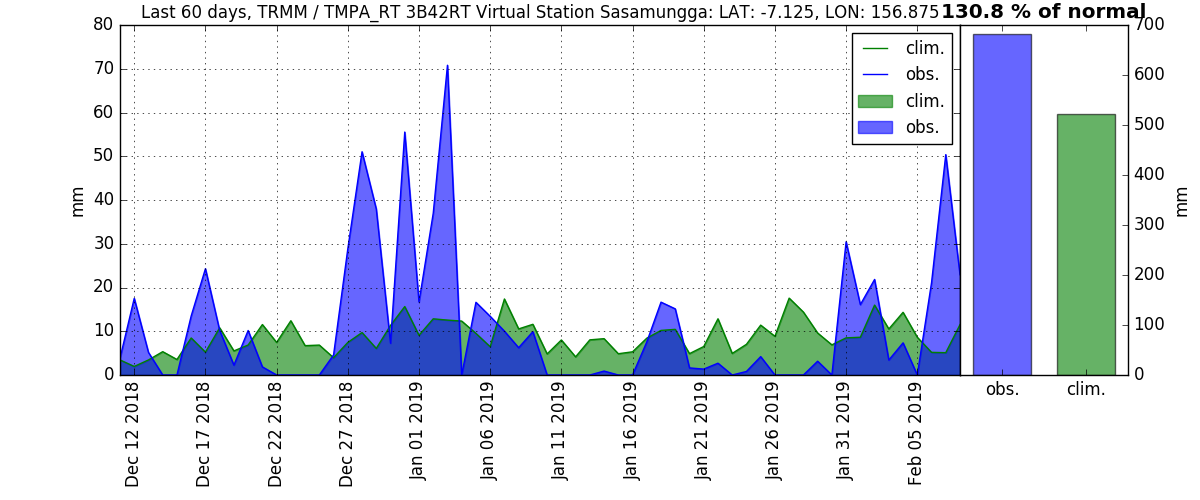 Last 60 days, TRMM / TMPA_RT 3B42RT Virtual Station Sasamungga: LAT: -7.125, LON: 156.875
130.8 % of normal
80
70
60
50
40
30
20
10
0
mm
clim.
obs.
clim.
obs.
Dec 12 2018
Dec 17 2018
Dec 22 2018
Dec 27 2018
Jan 01 2019
Jan 06 2019
Jan 11 2019
Jan 16 2019
Jan 21 2019
Jan 26 2019
Jan 31 2019
Feb 05 2019
700
600
500
400
300
200
100
0
mm
obs.
clim.